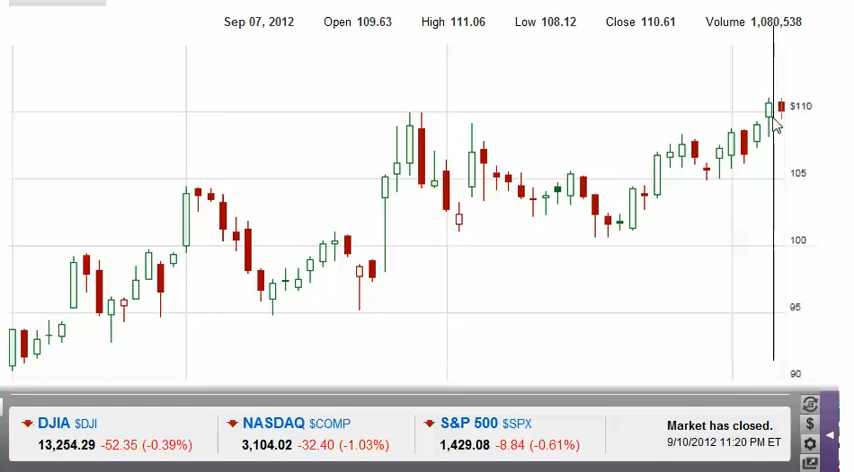 Sep 07, 2012 Open 109.63 High 111.06 Low 108.12 Close 110.61 Volume 1,080,538
$110
105
100
95
90
DJIA $DJI NASDAQ $COMP S&P 500 $SPX
13,254.29 -52.35 (-0.39%) 3,104.02 -32.40 (-1.03%) 1,429.08 -8.84 (-0.61%)
Market has closed.
9/10/2012 11:20 PM ET
$